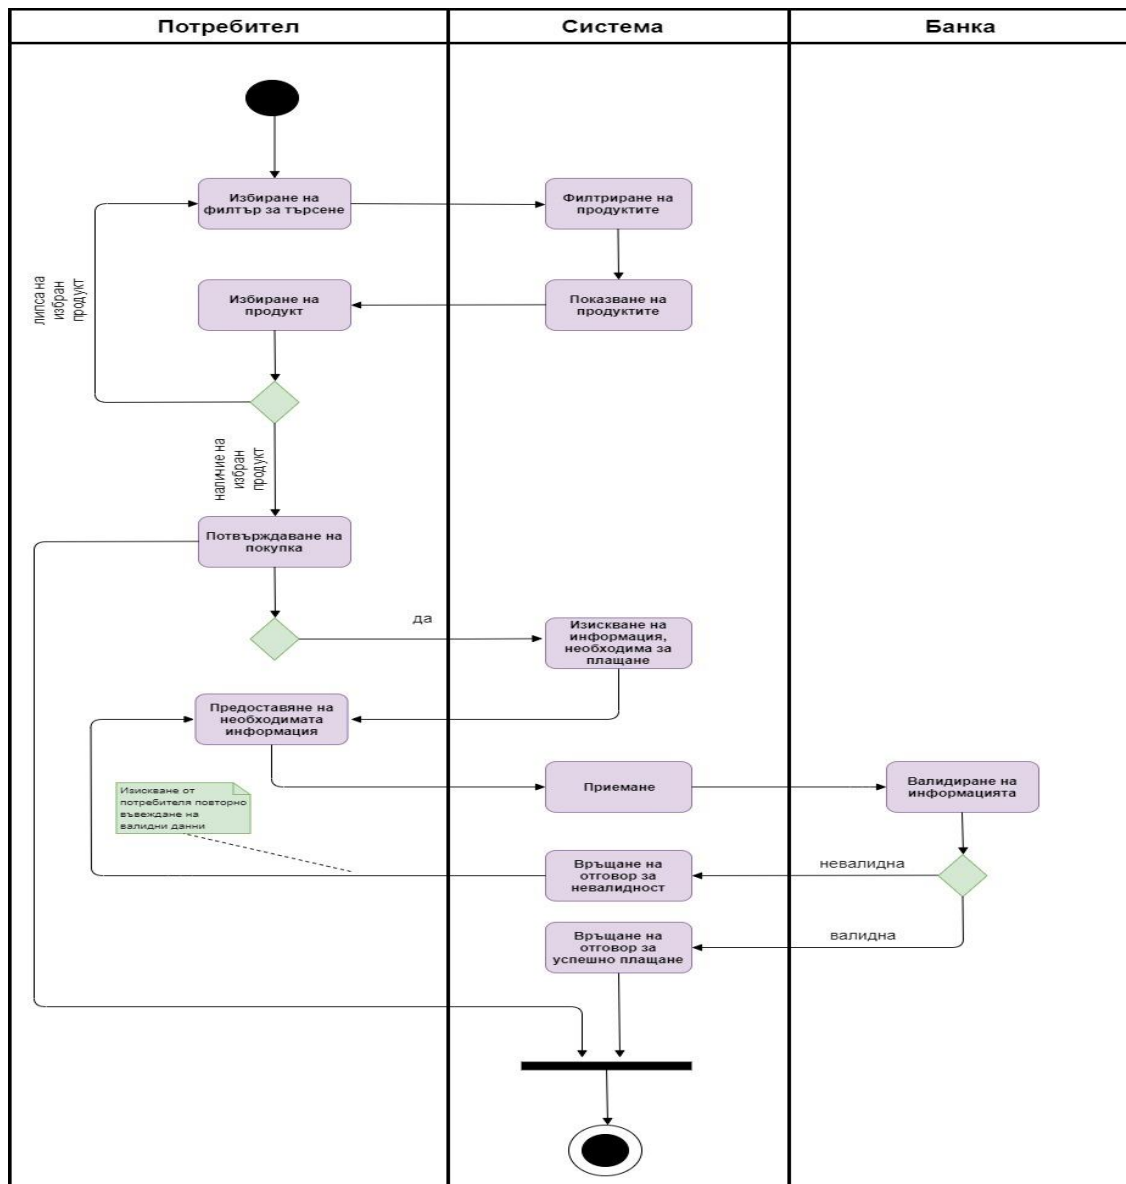 Потребител
Система
Банка
Избиране на
филтър за търсене
Филтриране на
продуктите
липса на
избран
продукт
Избиране на
продукт
Показване на
продуктите
наличие на
избран
продукт
Потвърждаване на
покупка
да
Изискване на
информация,
необходима за
плащане
Предоставяне на
необходимата
информация
Изискване от
потребителя повторно
въвеждане на
валидни данни
Приемане
Валидиране на
информацията
Връщане на
отговор за
невалидност
невалидна
Връщане на
отговор за
успешно плащане
валидна